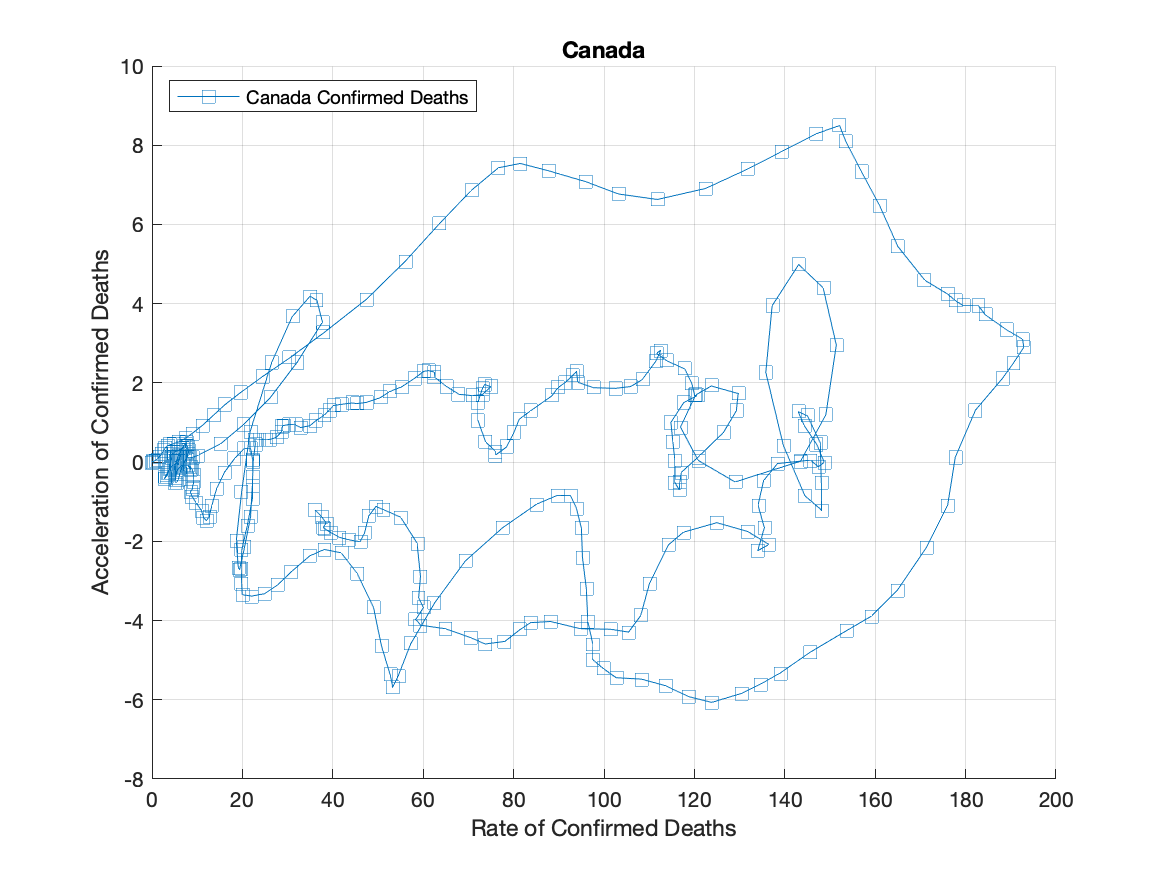 Canada
Canada Confirmed Deaths
Acceleration of Confirmed Deaths
10
8
6
4
2
0
-2
-4
-6
-8
0 20 40 60 80 100 120 140 160 180 200
Rate of Confirmed Deaths